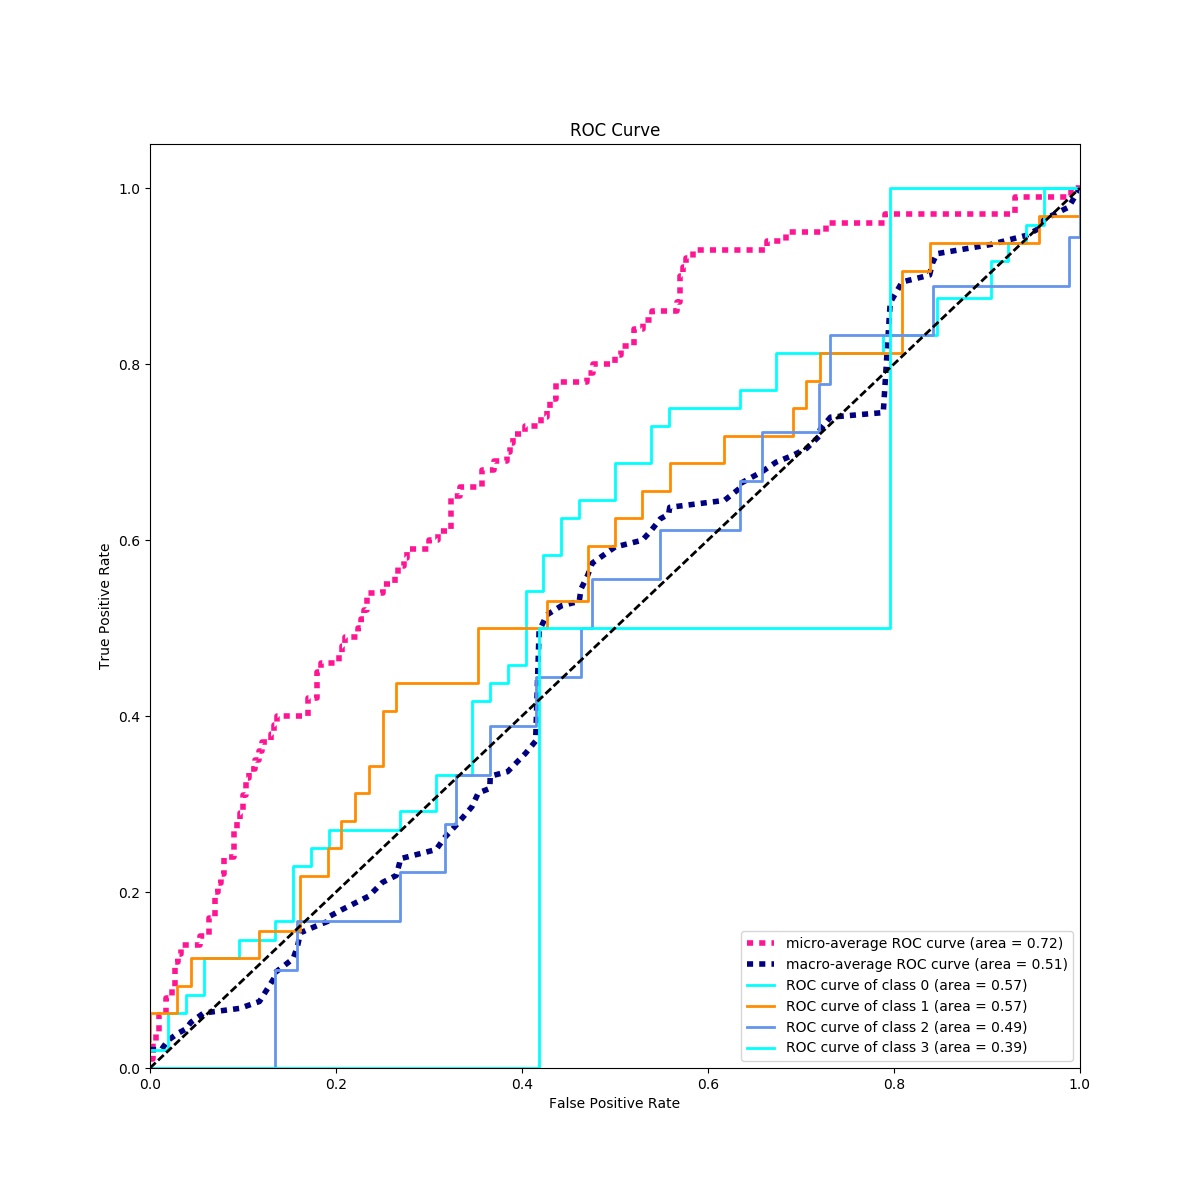 ROC Curve
True Positive Rate
1.0
0.8
0.6
0.4
0.2
0.0
micro-average ROC curve (area = 0.72)
macro-average ROC curve (area = 0.51)
ROC curve of class 0 (area = 0.57)
ROC curve of class 1 (area = 0.57)
ROC curve of class 2 (area = 0.49)
ROC curve of class 3 (area = 0.39)
0.0 0.2 0.4 0.6 0.8 1.0
False Positive Rate